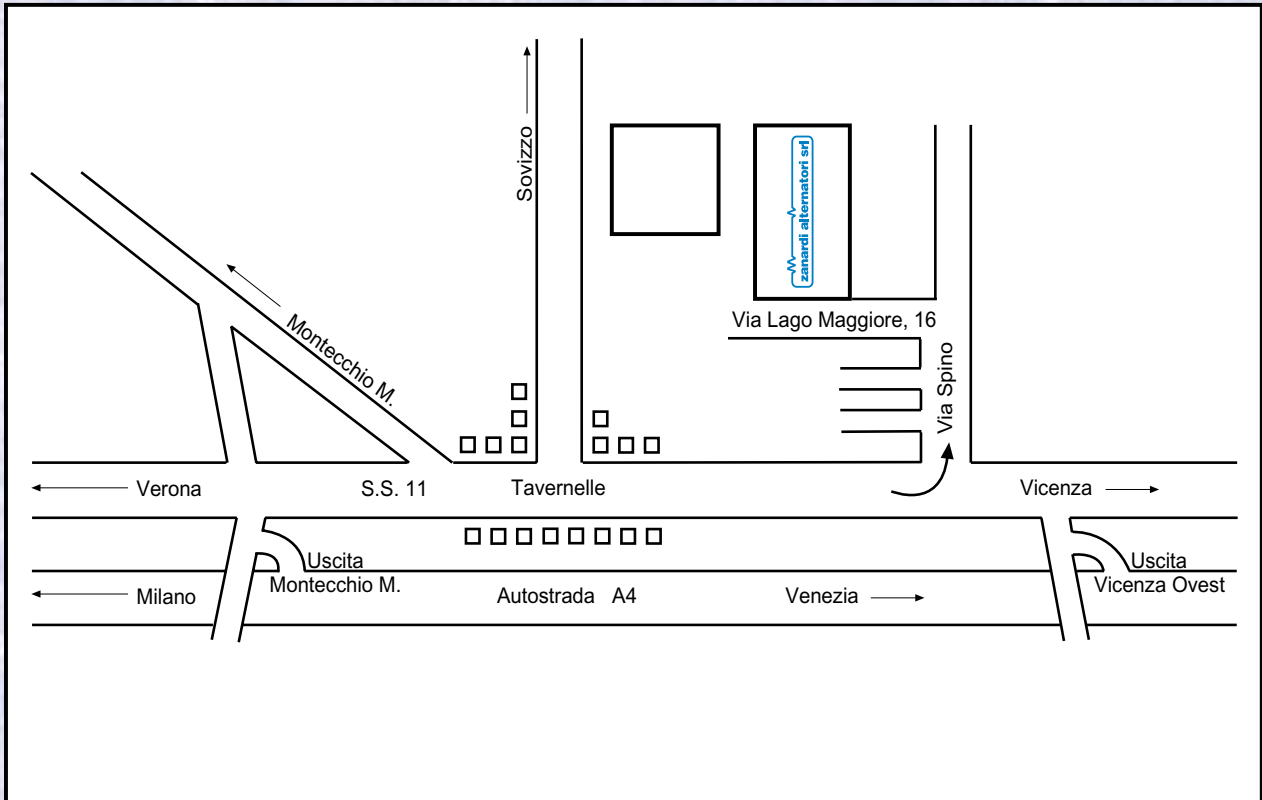 Sovizzo
zanardi alternatori srl
Montecchio M.
Via Lago Maggiore, 16
Via Spino
Verona
S.S. 11
Tavernelle
Vicenza
Uscita
Montecchio M.
Uscita
Vicenza Ovest
Milano
Autostrada A4
Venezia